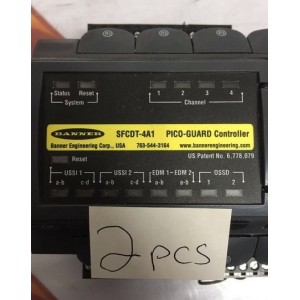 Status Reset
System
1 2 3 4
Channel
BANNER SFCDT-4A1 PICO-GUARD Controller
Banner Engineering Corp., USA 763-544-3164 www.bannerengineering.com
US Patent No. 6,778,079
Reset
USSI 1 USSI 2 EDM 1- EDM 2 OSSD
a-b c-d a-b c-d a-b a-b 1 2
2 pcs